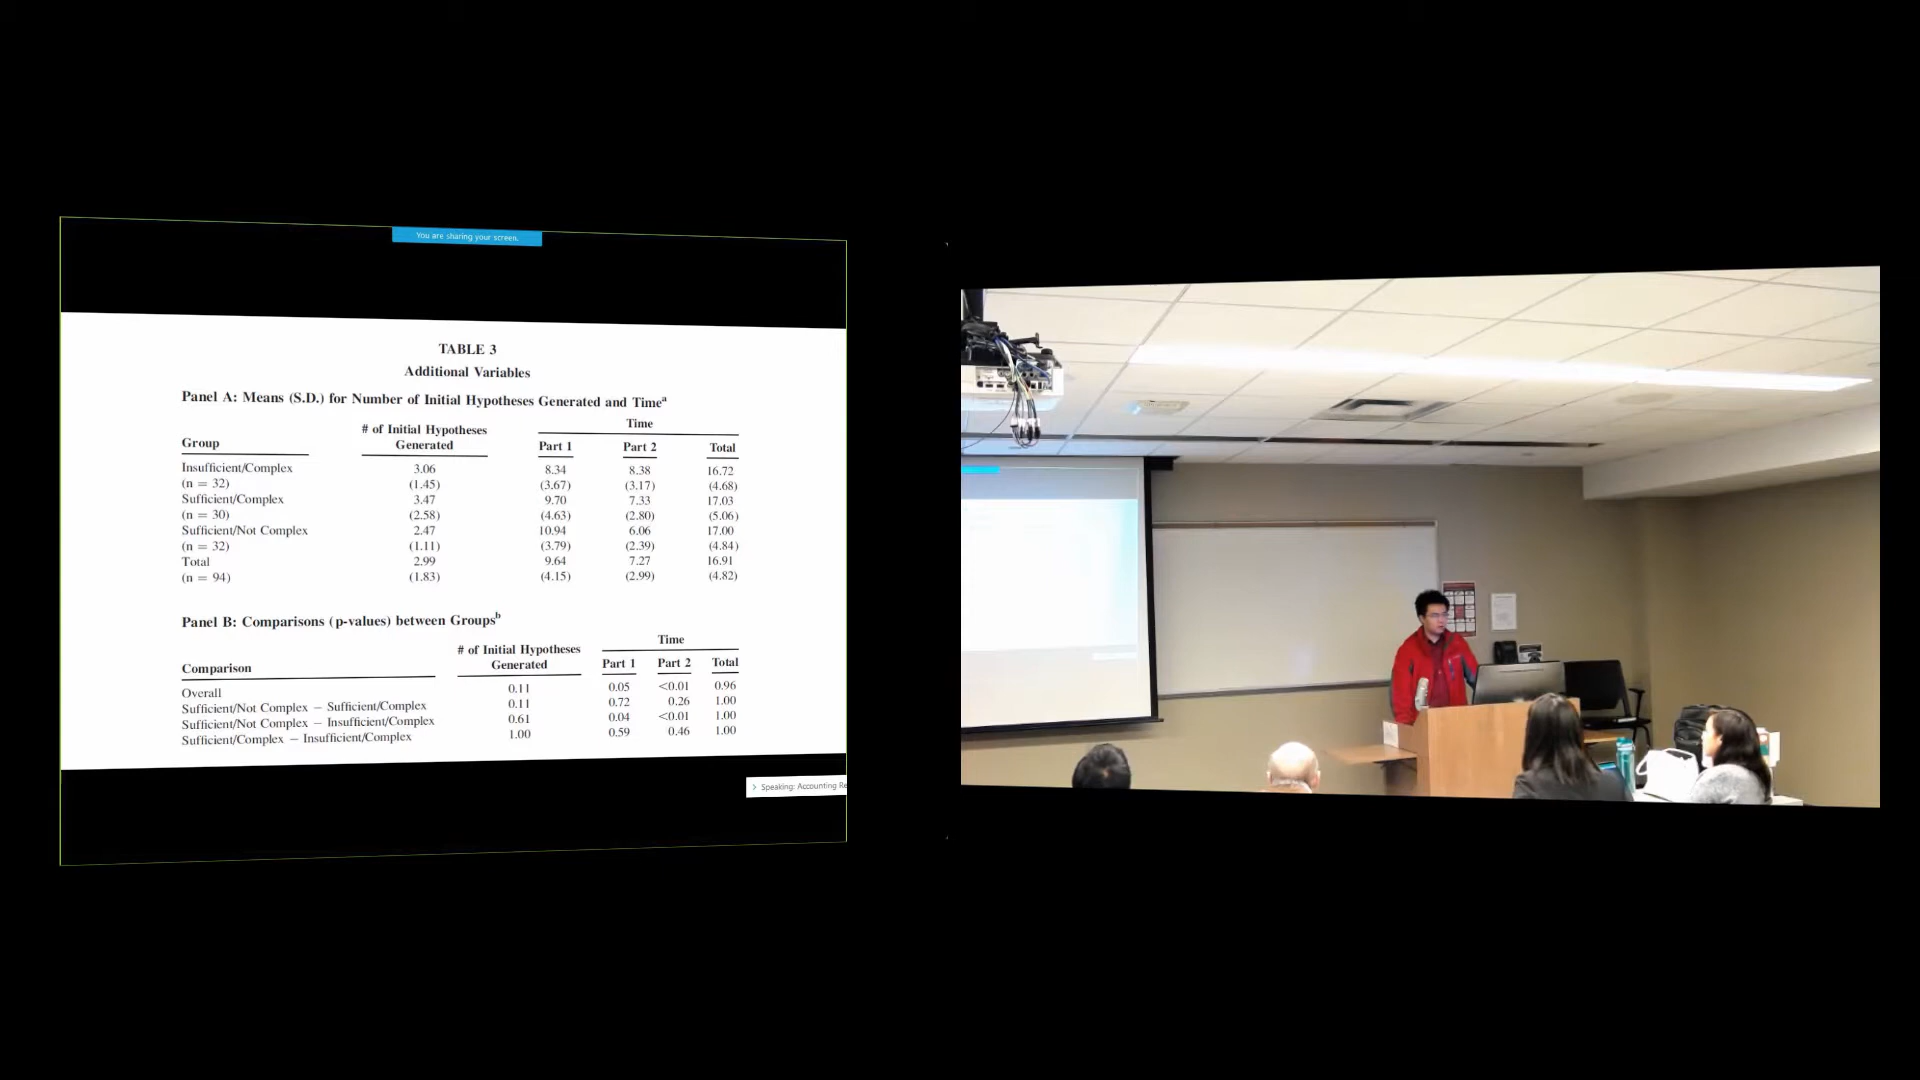 You are sharing your screen.
TABLE 3
Additional Variables
Panel A: Means (S.D.) for Number of Initial Hypotheses Generated and Timeᵃ
# of Initial Hypotheses Time
Group Generated Part 1 Part 2 Total
Insufficient/Complex 3.06 8.34 8.38 16.72
(n = 32) (1.45) (3.67) (3.17) (4.68)
Sufficient/Complex 3.47 9.70 7.33 17.03
(n = 30) (2.58) (4.63) (2.80) (5.06)
Sufficient/Not Complex 2.47 10.94 6.06 17.00
(n = 32) (1.11) (3.79) (2.39) (4.84)
Total 2.99 9.64 7.27 16.91
(n = 94) (1.83) (4.15) (2.99) (4.82)
Panel B: Comparisons (p-values) between Groupsᵇ
# of Initial Hypotheses Time
Comparison Generated Part 1 Part 2 Total
Overall 0.11 0.05 <0.01 0.96
Sufficient/Not Complex – Sufficient/Complex 0.11 0.72 0.26 1.00
Sufficient/Not Complex – Insufficient/Complex 0.61 0.04 <0.01 1.00
Sufficient/Complex – Insufficient/Complex 1.00 0.59 0.46 1.00
Speaking: Accounting Re